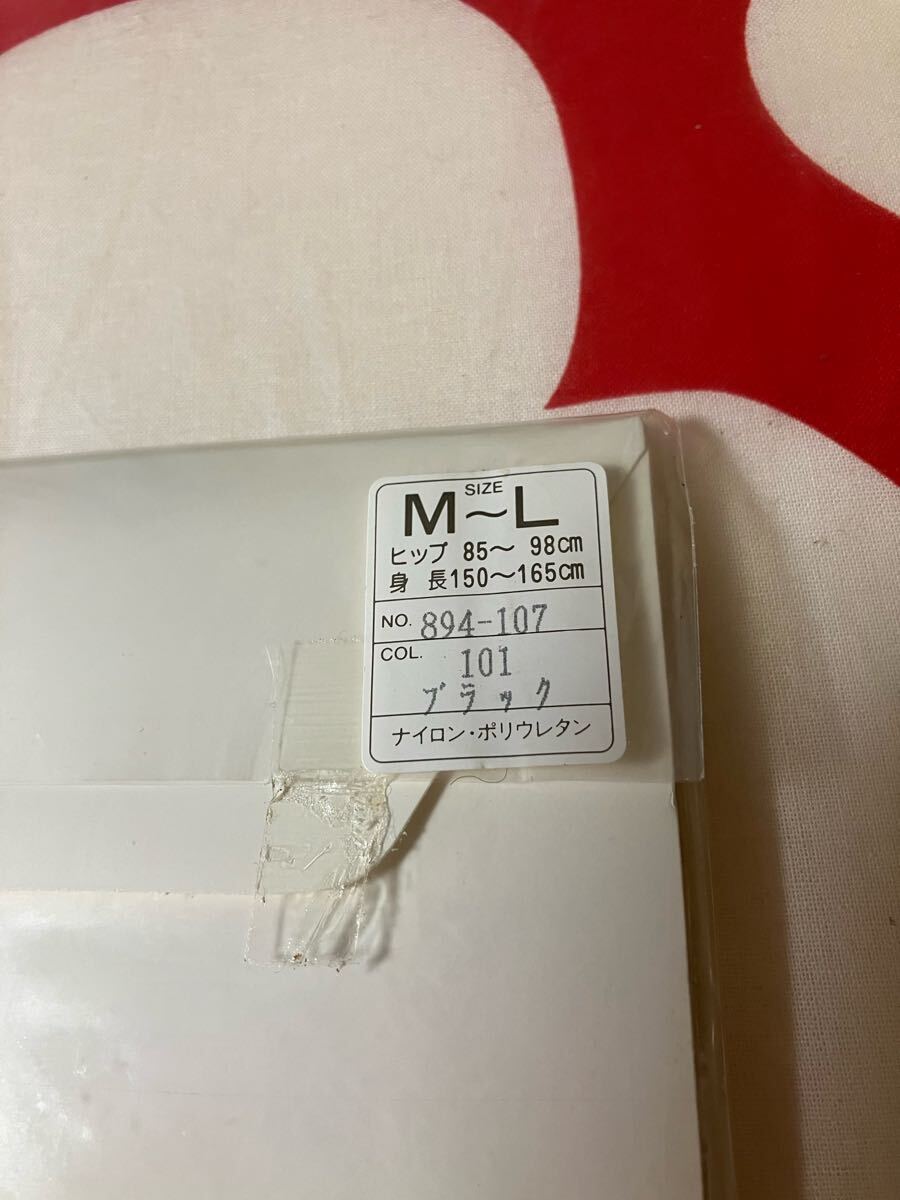 SIZE
M～L
ヒップ 85～ 98cm
身 長150～165cm
NO. 894-107
COL. 101
ブラック
ナイロン・ポリウレタン